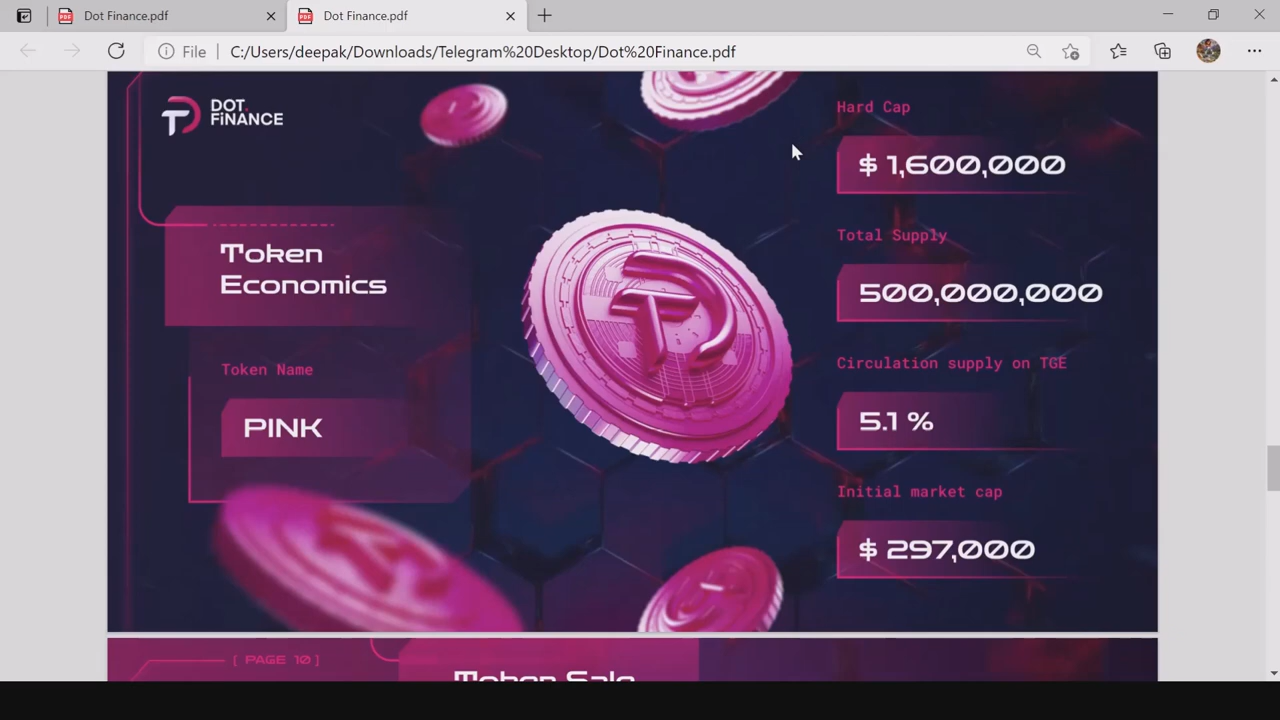 Dot Finance.pdf
Dot Finance.pdf
File
C:/Users/deepak/Downloads/Telegram%20Desktop/Dot%20Finance.pdf
DOT.
FiNANCE
Token
Economics
Token Name
PINK
Hard Cap
$ 1,600,000
Total Supply
500,000,000
Circulation supply on TGE
5.1 %
Initial market cap
$ 297,000
[ PAGE 10 ]
Token Sale